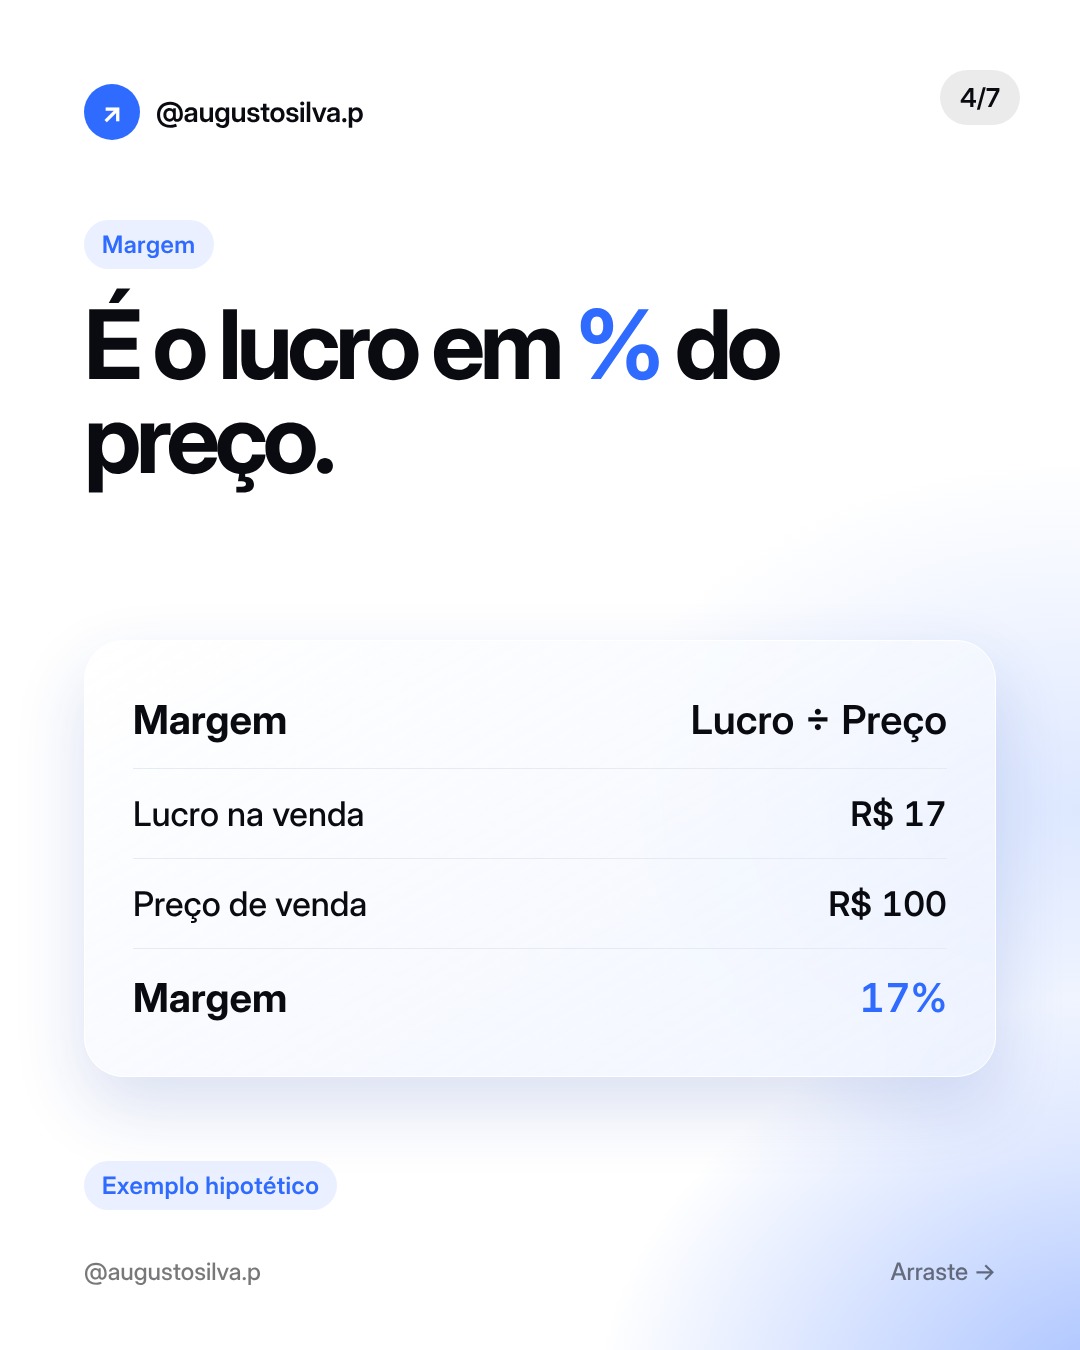 @augustosilva.p
4/7
Margem
É o lucro em % do
preço.
Margem Lucro ÷ Preço
Lucro na venda R$ 17
Preço de venda R$ 100
Margem 17%
Exemplo hipotético
@augustosilva.p Arraste →